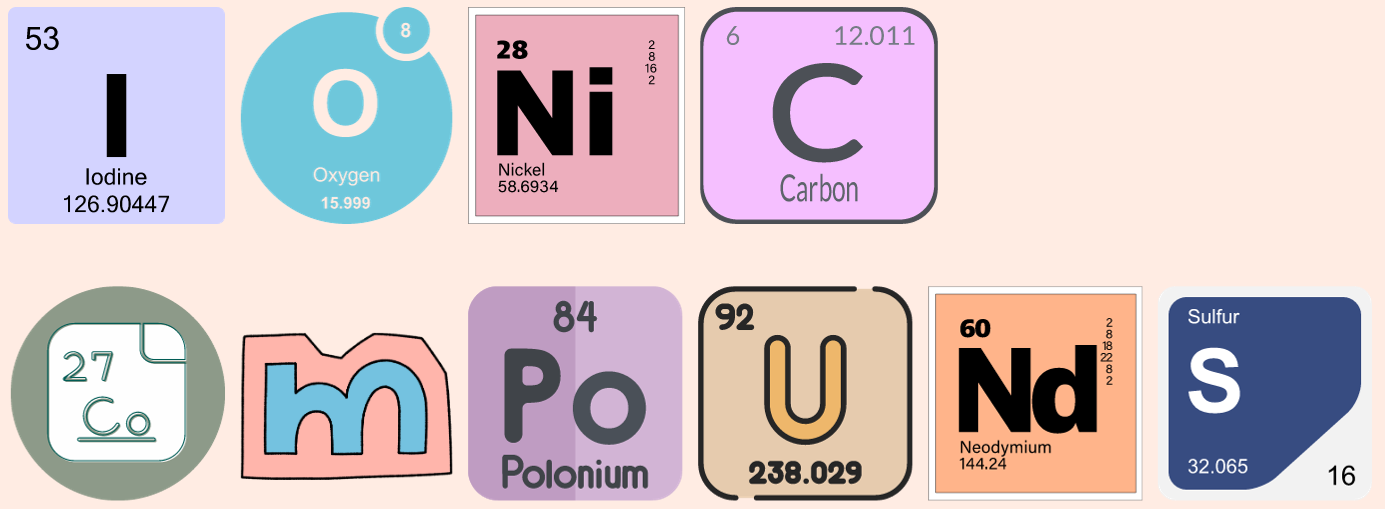 53
I
Iodine
126.90447
8
O
Oxygen
15.999
28
2
8
16
2
Ni
Nickel
58.6934
6 12.011
C
Carbon
27
Co
m
84
Po
Polonium
92
U
238.029
60
2
8
18
22
8
2
Nd
Neodymium
144.24
Sulfur
S
32.065
16